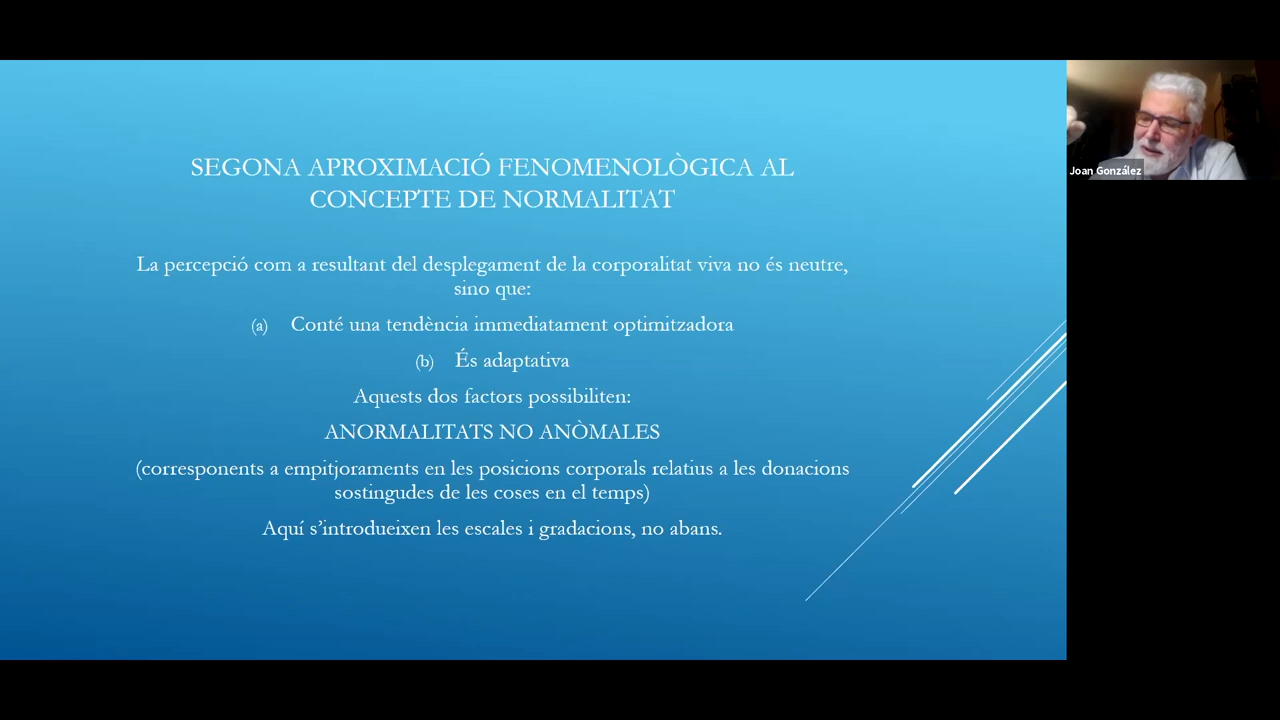 SEGONA APROXIMACIÓ FENOMENOLÒGICA AL
CONCEPTE DE NORMALITAT
La percepció com a resultant del desplegament de la corporalitat viva no és neutre,
sino que:
(a) Conté una tendència immediatament optimitzadora
(b) És adaptativa
Aquests dos factors possibiliten:
ANORMALITATS NO ANÒMALES
(corresponents a empitjoraments en les posicions corporals relatius a les donacions
sostingudes de les coses en el temps)
Aquí s'introdueixen les escales i gradacions, no abans.
Joan González